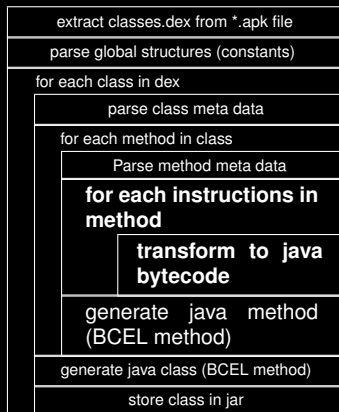 extract classes.dex from *.apk file
parse global structures (constants)
for each class in dex
parse class meta data
for each method in class
Parse method meta data
for each instructions in
method
transform to java
bytecode
generate java method
(BCEL method)
generate java class (BCEL method)
store class in jar